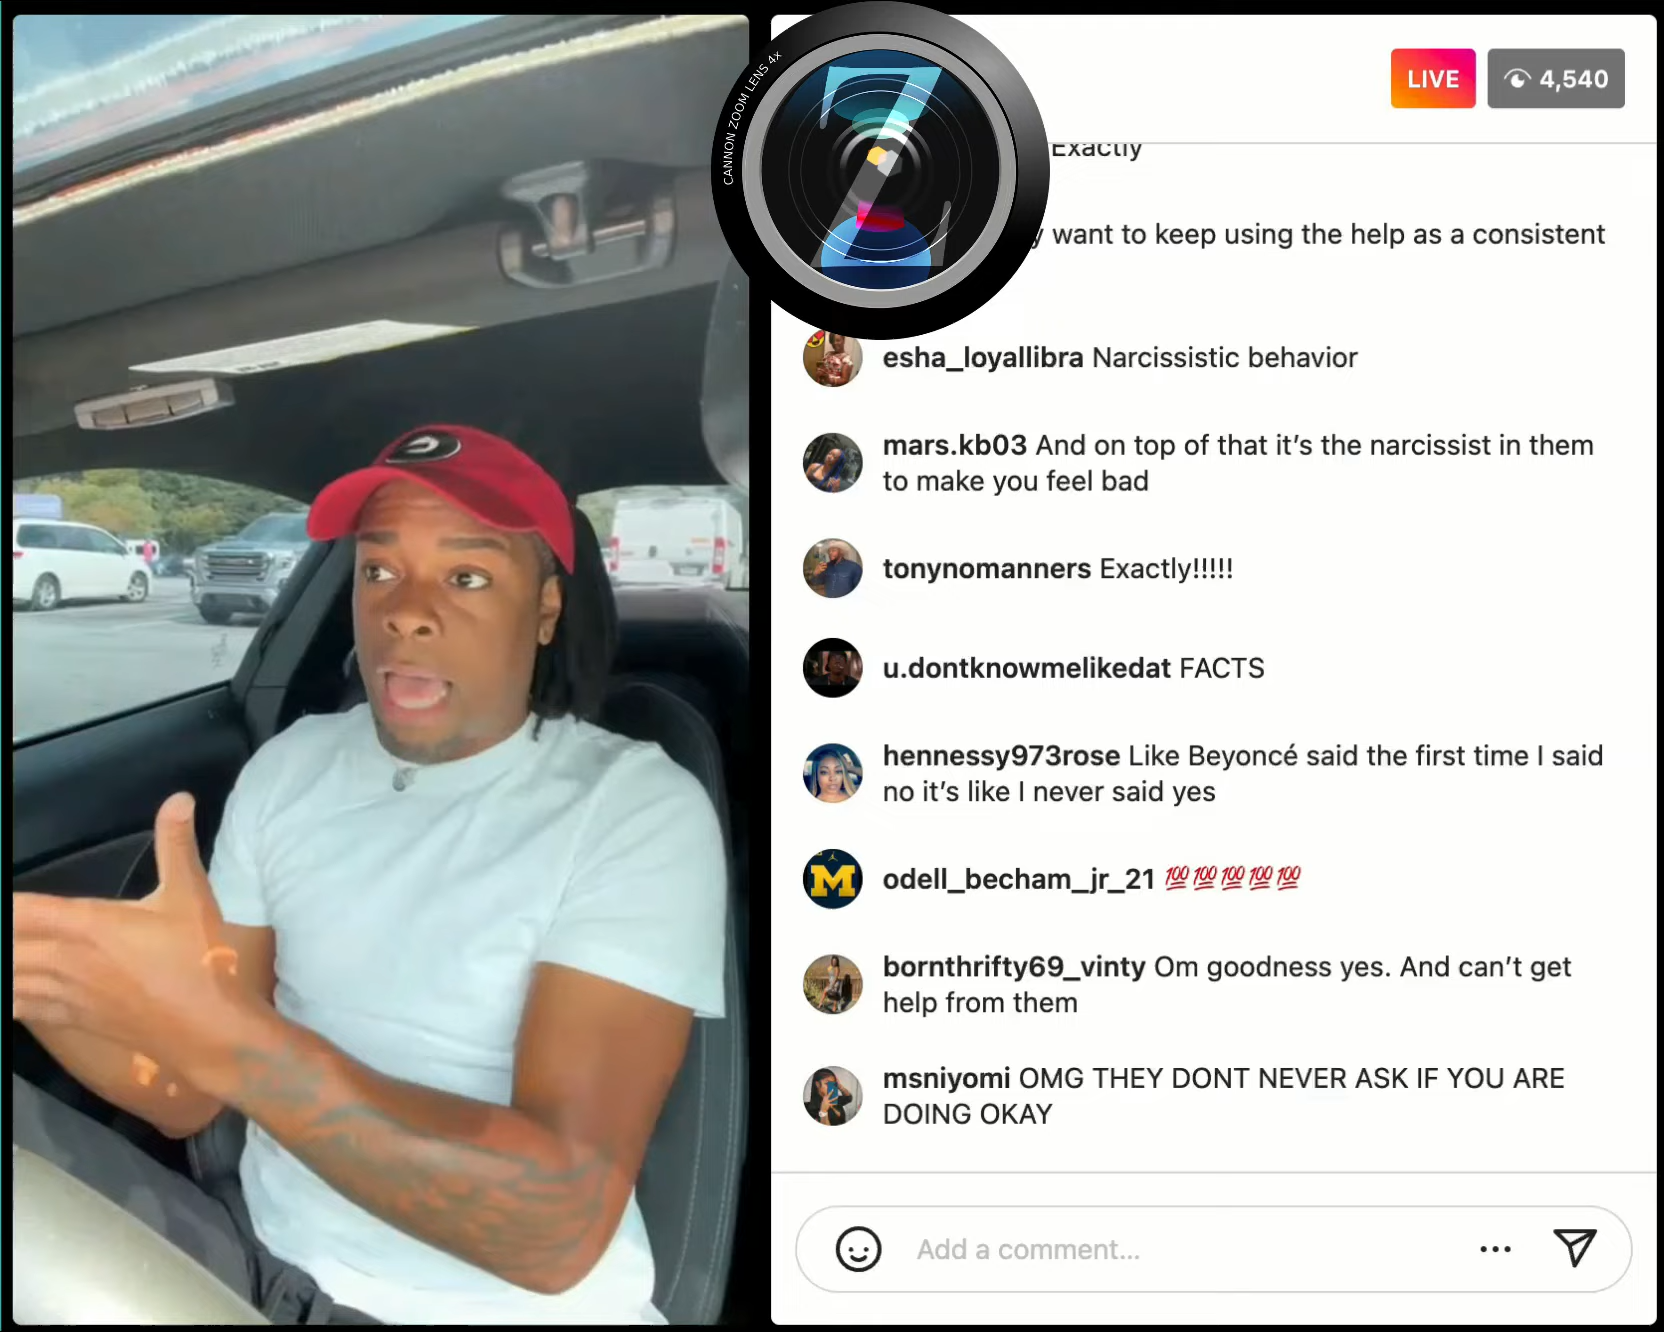 CANNON ZOOM LENS 4x
Z
LIVE
4,540
Exactly
want to keep using the help as a consistent
esha_loyallibra Narcissistic behavior
mars.kb03 And on top of that it’s the narcissist in them
to make you feel bad
tonynomanners Exactly!!!!!
u.dontknowmelikedat FACTS
hennessy973rose Like Beyoncé said the first time I said
no it’s like I never said yes
M
odell_becham_jr_21 💯💯💯💯💯
bornthrifty69_vinty Om goodness yes. And can’t get
help from them
msniyomi OMG THEY DONT NEVER ASK IF YOU ARE
DOING OKAY
Add a comment...
G